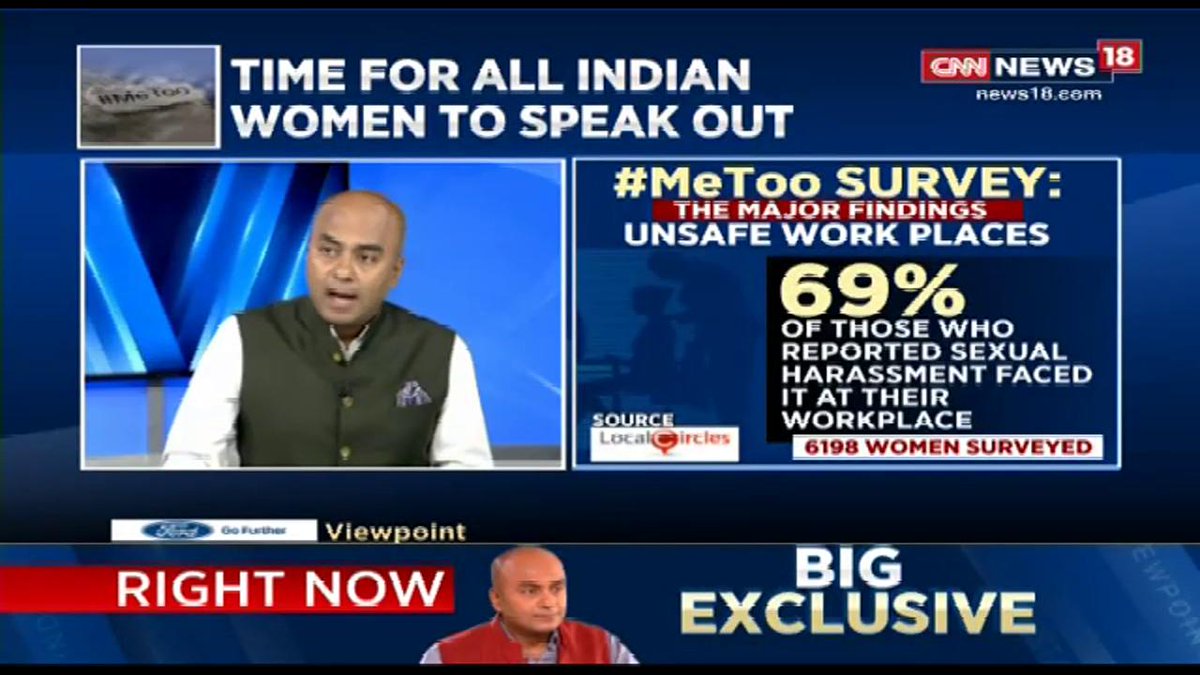 #MeToo
TIME FOR ALL INDIAN
WOMEN TO SPEAK OUT
CNN NEWS 18
news18.com
#MeToo SURVEY:
THE MAJOR FINDINGS
UNSAFE WORK PLACES
69%
OF THOSE WHO
REPORTED SEXUAL
HARASSMENT FACED
IT AT THEIR
WORKPLACE
SOURCE
LocalCircles
6198 WOMEN SURVEYED
Ford Go Further Viewpoint
RIGHT NOW
BIG
EXCLUSIVE